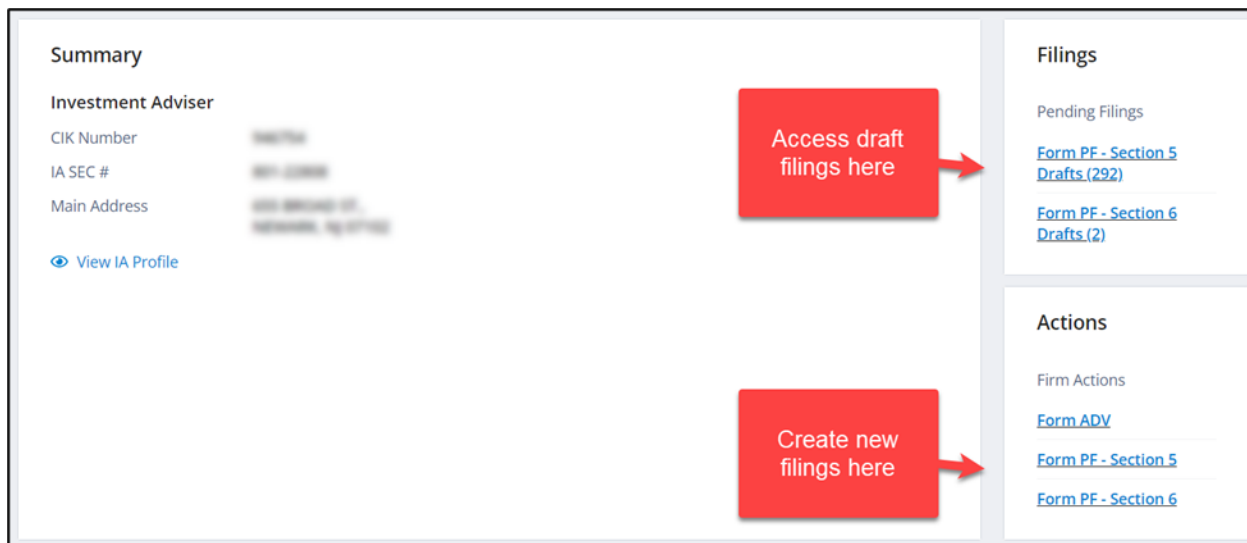 Summary
Investment Adviser
CIK Number
IA SEC #
Main Address
View IA Profile
Access draft
filings here
Create new
filings here
Filings
Pending Filings
Form PF - Section 5
Drafts (292)
Form PF - Section 6
Drafts (2)
Actions
Firm Actions
Form ADV
Form PF - Section 5
Form PF - Section 6